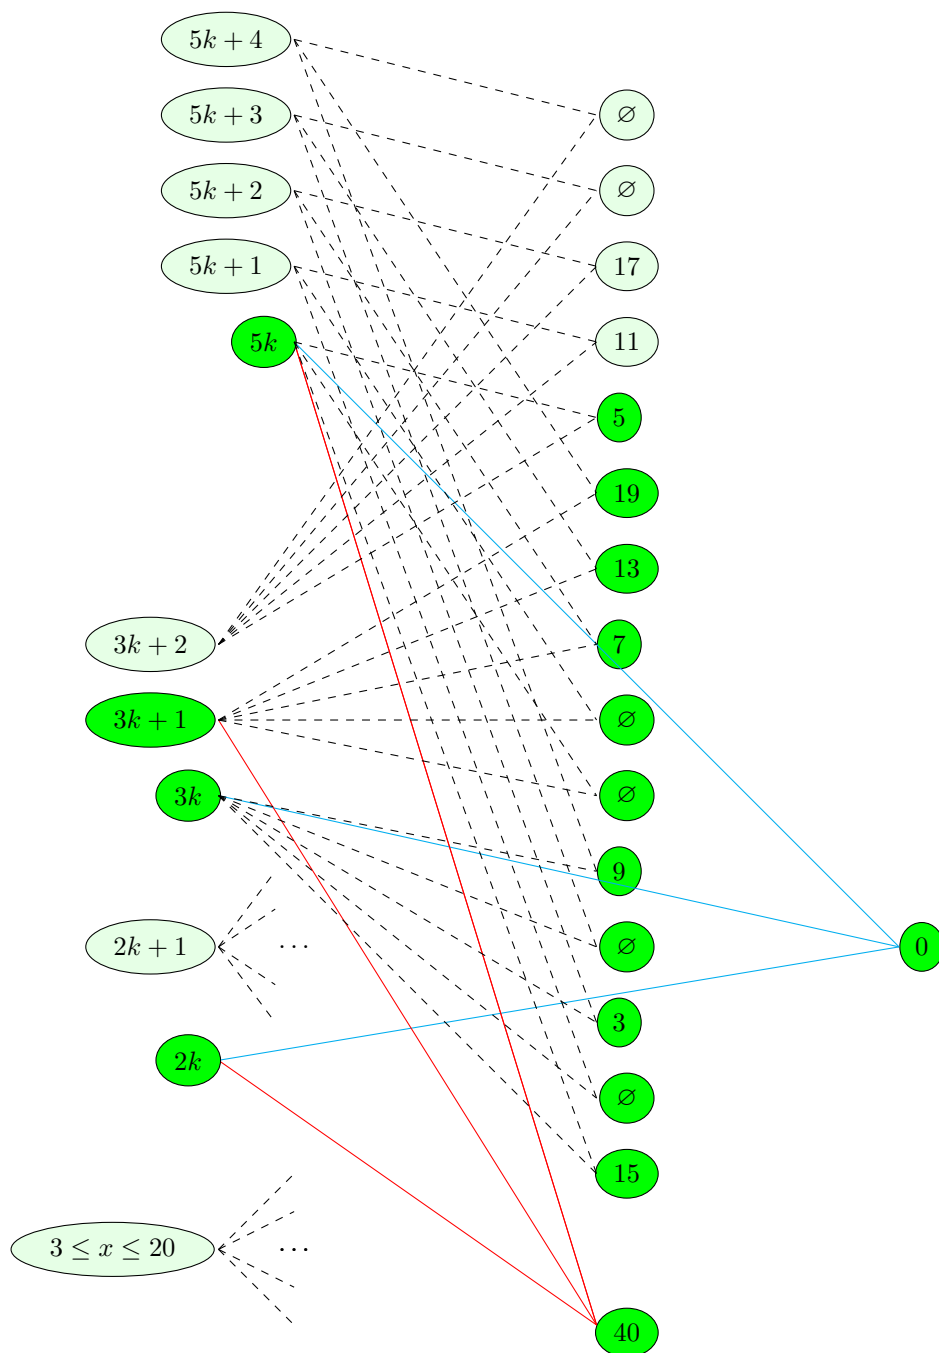 5k + 4
5k + 3
∅
5k + 2
∅
5k + 1
17
5k
11
5
19
13
3k + 2
7
3k + 1
∅
3k
∅
9
2k + 1
...
∅
0
3
2k
∅
15
3 ≤ x ≤ 20
...
40